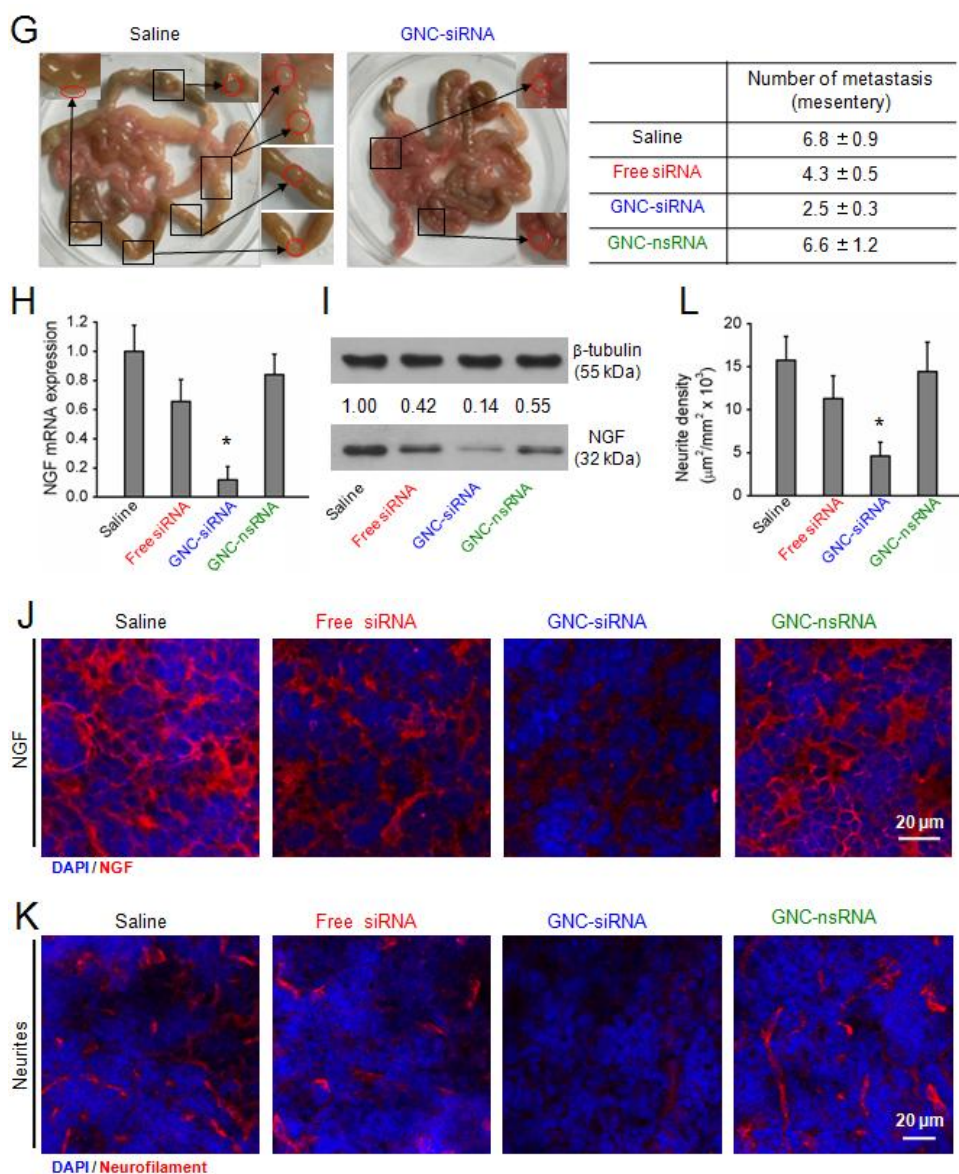 G
Saline
GNC-siRNA
Number of metastasis
(mesentery)
Saline 6.8 ± 0.9
Free siRNA 4.3 ± 0.5
GNC-siRNA 2.5 ± 0.3
GNC-nsRNA 6.6 ± 1.2
H
NGF mRNA expression
1.2
1.0
0.8
0.6
0.4
0.2
0.0
*
Saline
Free siRNA
GNC-siRNA
GNC-nsRNA
I
β-tubulin
(55 kDa)
1.00 0.42 0.14 0.55
NGF
(32 kDa)
Saline
Free siRNA
GNC-siRNA
GNC-nsRNA
L
Neurite density
(μm²/mm² x 10³)
20
15
10
5
0
*
Saline
Free siRNA
GNC-siRNA
GNC-nsRNA
J
Saline
Free siRNA
GNC-siRNA
GNC-nsRNA
NGF
20 μm
DAPI / NGF
K
Saline
Free siRNA
GNC-siRNA
GNC-nsRNA
Neurites
20 μm
DAPI / Neurofilament